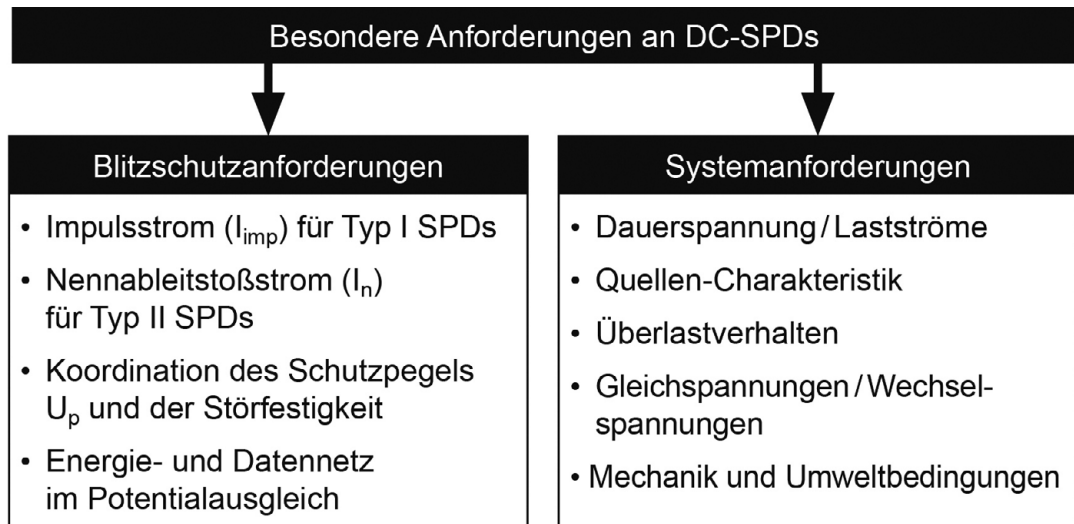 Besondere Anforderungen an DC-SPDs
Blitzschutzanforderungen
• Impulsstrom (Iimp) für Typ I SPDs
• Nennableitstoßstrom (In)
für Typ II SPDs
• Koordination des Schutzpegels
Up und der Störfestigkeit
• Energie- und Datennetz
im Potentialausgleich
Systemanforderungen
• Dauerspannung/Lastströme
• Quellen-Charakteristik
• Überlastverhalten
• Gleichspannungen/Wechsel-
spannungen
• Mechanik und Umweltbedingungen